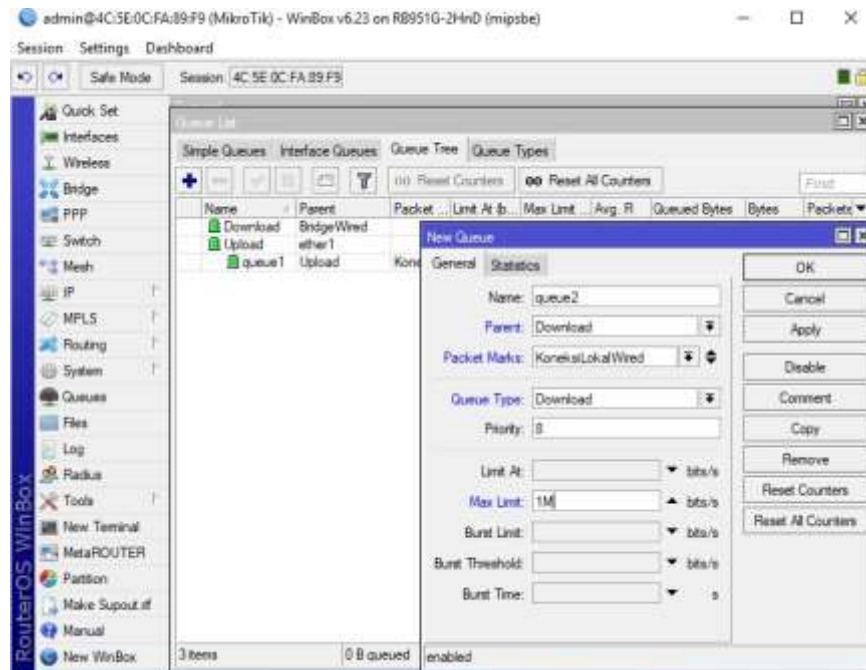 admin@4C:5E:0C:FA:89:F9 (MikroTik) - WinBox v6.23 on RB951G-2HnD (mipsbe)
Session Settings Dashboard
Safe Mode Session: 4C:5E:0C:FA:89:F9
Quick Set
Interfaces
Wireless
Bridge
PPP
Switch
Mesh
IP
MPLS
Routing
System
Queues
Files
Log
Radius
Tools
New Terminal
MetaROUTER
Partition
Make Supout.rif
Manual
New WinBox
RouterOS WinBox
Queue List
Simple Queues Interface Queues Queue Tree Queue Types
00 Reset Counters 00 Reset All Counters Find
Name Parent Packet ... Limit At (b... Max Limit ... Avg. R Queued Bytes Bytes Packets
Download BridgeWired
Upload ether1
queue1 Upload Kone
3 items 0 B queued
New Queue
General Statistics
Name: queue2
Parent: Download
Packet Marks: KoneksiLokalWired
Queue Type: Download
Priority: 8
Limit At: bits/s
Max Limit: 1M bits/s
Burst Limit: bits/s
Burst Threshold: bits/s
Burst Time: s
enabled
OK
Cancel
Apply
Disable
Comment
Copy
Remove
Reset Counters
Reset All Counters